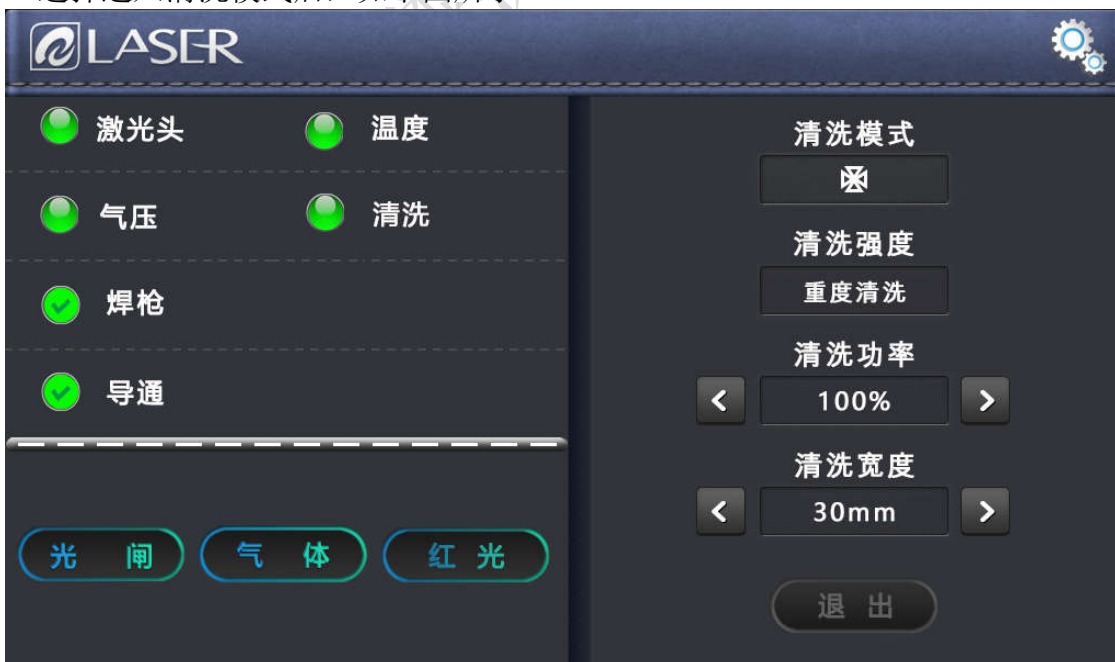 LASER
激光头
温度
气压
清洗
焊枪
导通
光 闸
气 体
红 光
清洗模式
清洗强度
重度清洗
清洗功率
100%
清洗宽度
30mm
退 出